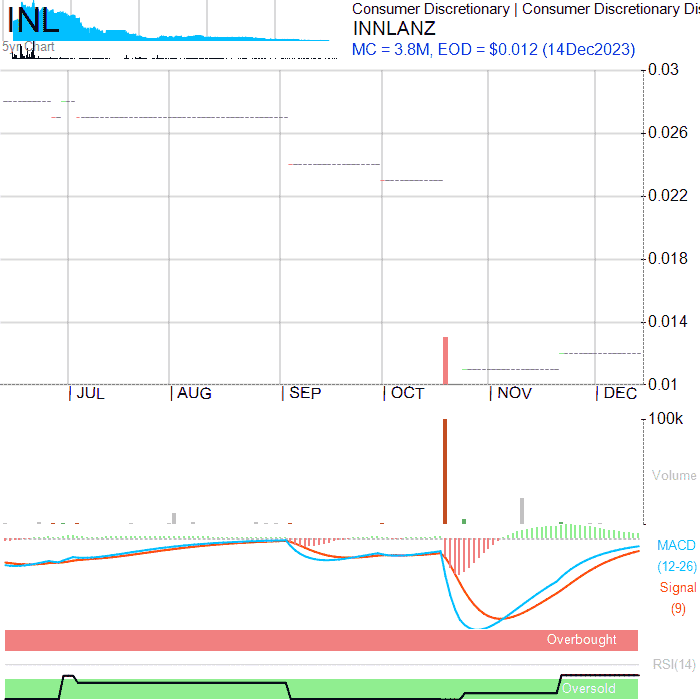 INL
5yr Chart
Consumer Discretionary | Consumer Discretionary Dis
INNLANZ
MC = 3.8M, EOD = $0.012 (14Dec2023)
0.03
0.026
0.022
0.018
0.014
0.01
JUL AUG SEP OCT NOV DEC
100k
Volume
MACD
(12-26)
Signal
(9)
Overbought
RSI(14)
Oversold